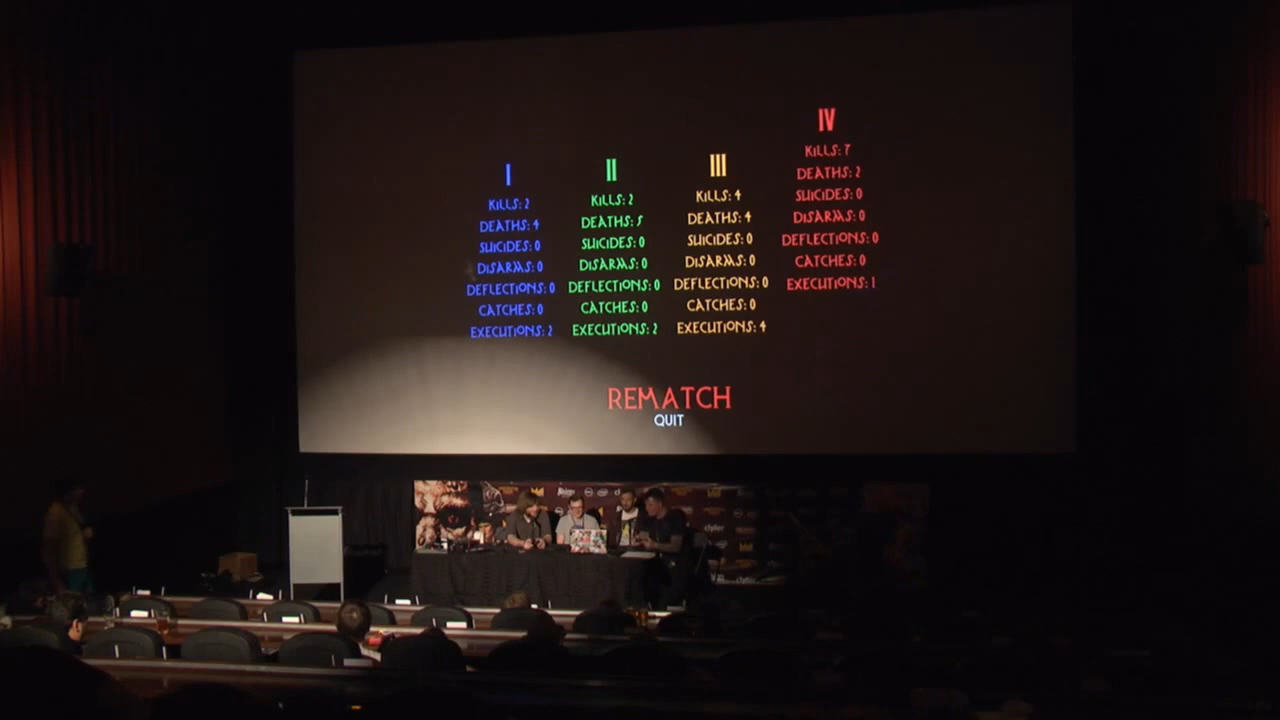 I
KILLS: 2
DEATHS: 4
SUICIDES: 0
DISARMS: 0
DEFLECTIONS: 0
CATCHES: 0
EXECUTIONS: 2
II
KILLS: 2
DEATHS: 5
SUICIDES: 0
DISARMS: 0
DEFLECTIONS: 0
CATCHES: 0
EXECUTIONS: 2
III
KILLS: 4
DEATHS: 4
SUICIDES: 0
DISARMS: 0
DEFLECTIONS: 0
CATCHES: 0
EXECUTIONS: 4
IV
KILLS: 7
DEATHS: 2
SUICIDES: 0
DISARMS: 0
DEFLECTIONS: 0
CATCHES: 0
EXECUTIONS: 1
REMATCH
QUIT